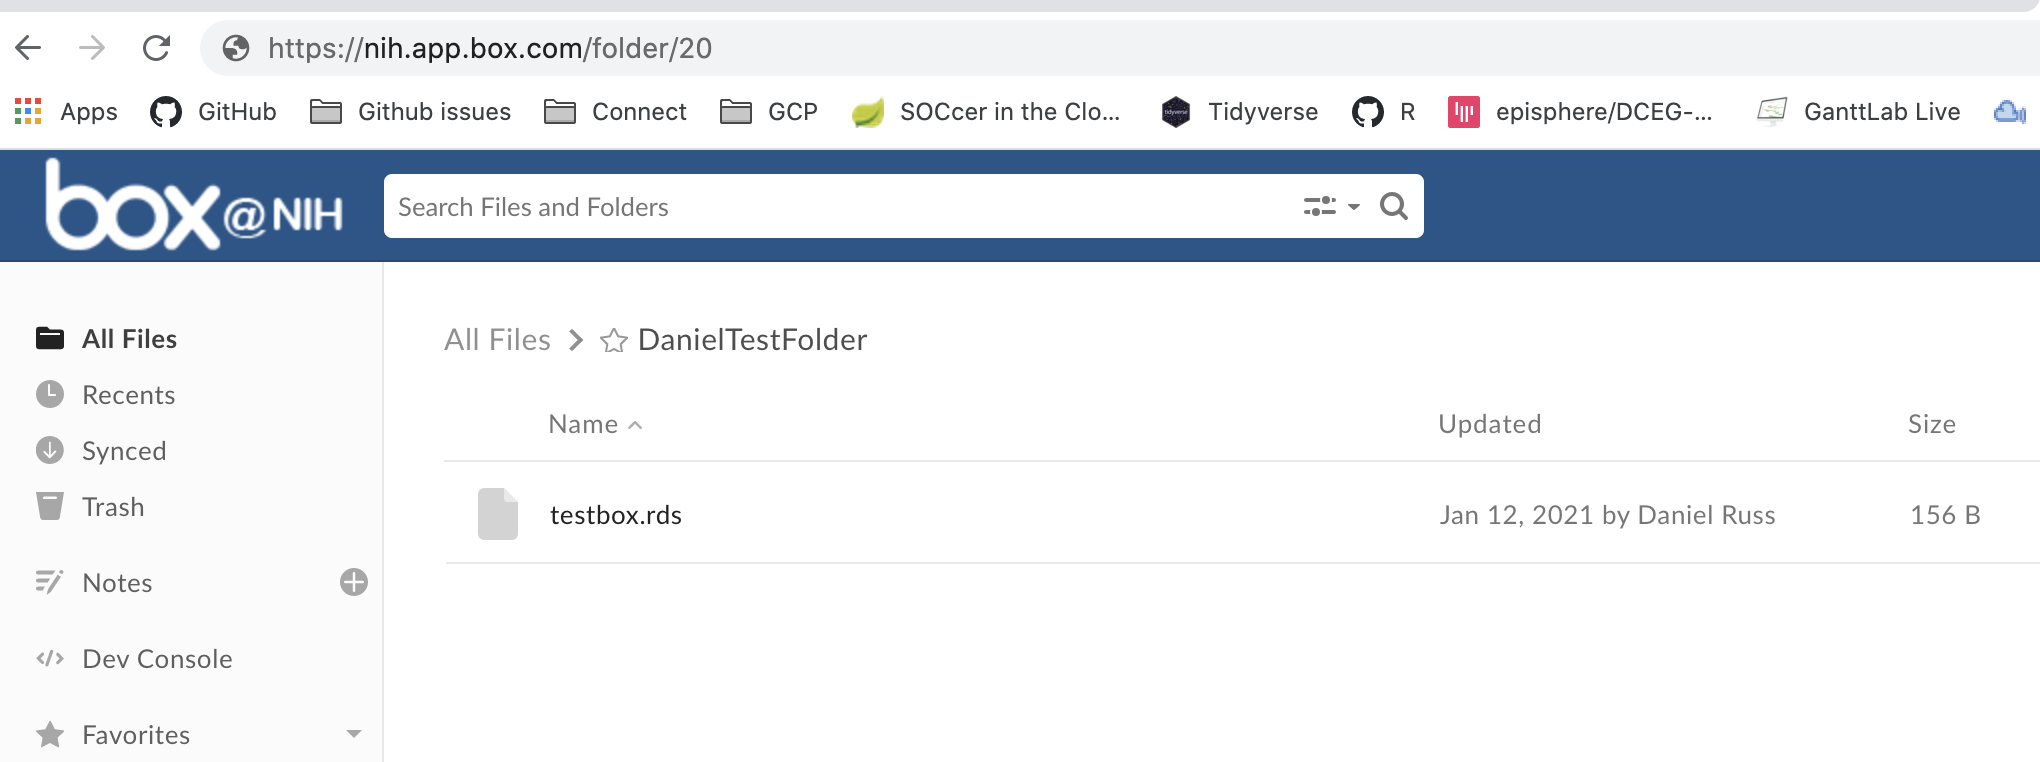 https://nih.app.box.com/folder/20
Apps GitHub Github issues Connect GCP SOCcer in the Clo... Tidyverse R episphere/DCEG-... GanttLab Live
box@NIH Search Files and Folders
All Files
Recents
Synced
Trash
Notes
Dev Console
Favorites
All Files DanielTestFolder
Name Updated Size
testbox.rds Jan 12, 2021 by Daniel Russ 156 B